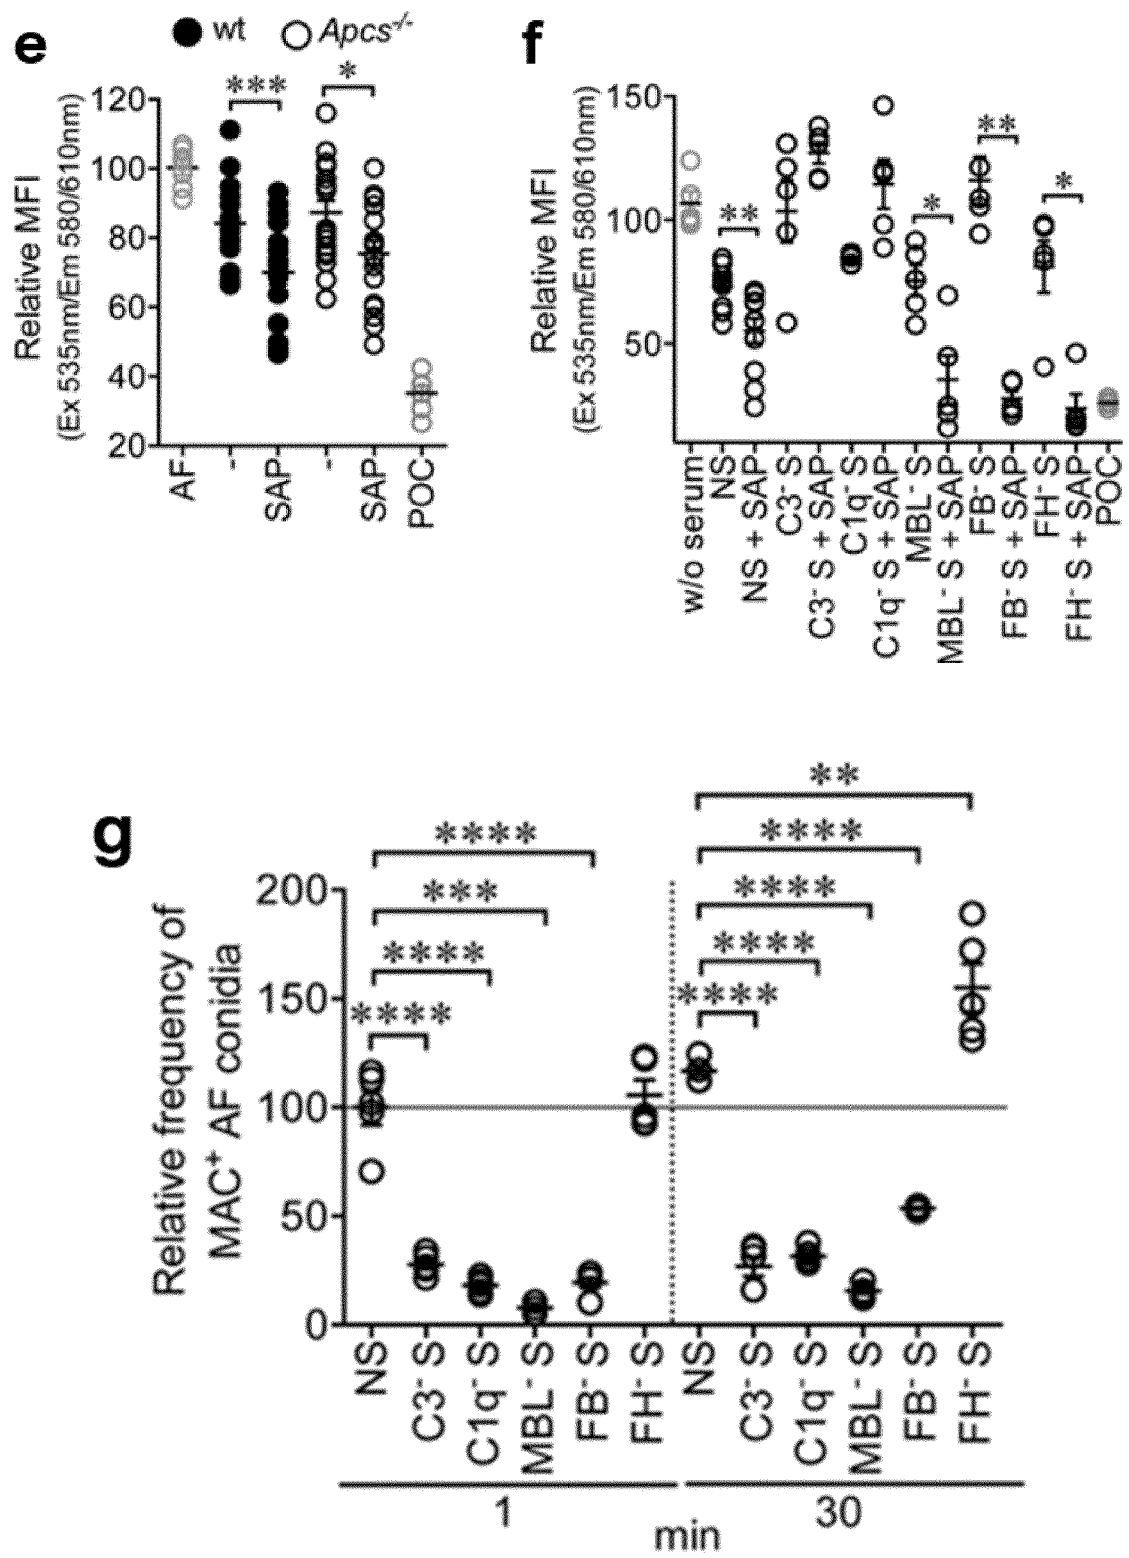 e
wt
Apcs-/-
***
*
Relative MFI
(Ex 535nm/Em 580/610nm)
120
100
80
60
40
20
AF
-
SAP
-
SAP
POC
f
Relative MFI
(Ex 535nm/Em 580/610nm)
150
100
50
**
*
**
*
w/o serum
NS
NS + SAP
C3- S
C3- S + SAP
C1q- S
C1q- S + SAP
MBL- S
MBL- S + SAP
FB- S
FB- S + SAP
FH- S
FH- S + SAP
POC
g
Relative frequency of
MAC+ AF conidia
200
150
100
50
0
****
***
****
****
**
****
****
****
****
NS
C3- S
C1q- S
MBL- S
FB- S
FH- S
NS
C3- S
C1q- S
MBL- S
FB- S
FH- S
1
30
min